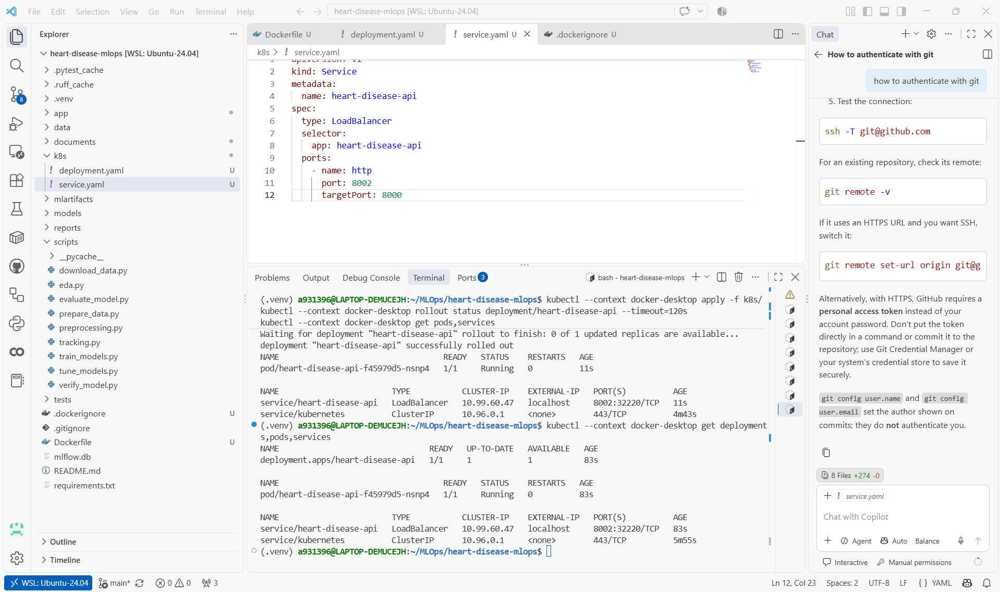 File Edit Selection View Go Run Terminal Help
heart-disease-mlops [WSL: Ubuntu-24.04]
Explorer
heart-disease-mlops [WSL: Ubuntu-24.04]
.pytest_cache
.ruff_cache
.venv
8
app
data
documents
k8s
! deployment.yaml U
! service.yaml U
mlartifacts
models
reports
scripts
__pycache__
download_data.py
eda.py
evaluate_model.py
prepare_data.py
preprocessing.py
tracking.py
train_models.py
tune_models.py
verify_model.py
tests
.dockerignore U
.gitignore
Dockerfile U
mlflow.db
README.md
requirements.txt
Outline
Timeline
Dockerfile U
! deployment.yaml U
! service.yaml U
.dockerignore U
k8s > ! service.yaml
1 apiVersion: v1
2 kind: Service
3 metadata:
4 name: heart-disease-api
5 spec:
6 type: LoadBalancer
7 selector:
8 app: heart-disease-api
9 ports:
10 - name: http
11 port: 8002
12 targetPort: 8000
Problems Output Debug Console Terminal Ports 3
bash - heart-disease-mlops
(.venv) a931396@LAPTOP-DEMUCEJH:~/MLOps/heart-disease-mlops$ kubectl --context docker-desktop apply -f k8s/
kubectl --context docker-desktop rollout status deployment/heart-disease-api --timeout=120s
kubectl --context docker-desktop get pods,services
Waiting for deployment "heart-disease-api" rollout to finish: 0 of 1 updated replicas are available...
deployment "heart-disease-api" successfully rolled out
NAME READY STATUS RESTARTS AGE
pod/heart-disease-api-f45979d5-nsnp4 1/1 Running 0 11s
NAME TYPE CLUSTER-IP EXTERNAL-IP PORT(S) AGE
service/heart-disease-api LoadBalancer 10.99.60.47 localhost 8002:32220/TCP 11s
service/kubernetes ClusterIP 10.96.0.1 <none> 443/TCP 4m43s
(.venv) a931396@LAPTOP-DEMUCEJH:~/MLOps/heart-disease-mlops$ kubectl --context docker-desktop get deployment
s,pods,services
NAME READY UP-TO-DATE AVAILABLE AGE
deployment.apps/heart-disease-api 1/1 1 1 83s
NAME READY STATUS RESTARTS AGE
pod/heart-disease-api-f45979d5-nsnp4 1/1 Running 0 83s
NAME TYPE CLUSTER-IP EXTERNAL-IP PORT(S) AGE
service/heart-disease-api LoadBalancer 10.99.60.47 localhost 8002:32220/TCP 83s
service/kubernetes ClusterIP 10.96.0.1 <none> 443/TCP 5m55s
(.venv) a931396@LAPTOP-DEMUCEJH:~/MLOps/heart-disease-mlops$
Chat
How to authenticate with git
how to authenticate with git
5. Test the connection:
ssh -T git@github.com
For an existing repository, check its remote:
git remote -v
If it uses an HTTPS URL and you want SSH,
switch it:
git remote set-url origin git@g
Alternatively, with HTTPS, GitHub requires a
personal access token instead of your
account password. Don’t put the token
directly in a command or commit it to the
repository; use Git Credential Manager or
your system’s credential store to save it
securely.
git config user.name and git config
user.email set the author shown on
commits; they do not authenticate you.
8 Files +274 -0
! service.yaml
Chat with Copilot
Agent Auto Balance
Interactive Manual permissions
WSL: Ubuntu-24.04 main* 0 0 3
Ln 12, Col 23 Spaces: 2 UTF-8 LF { } YAML